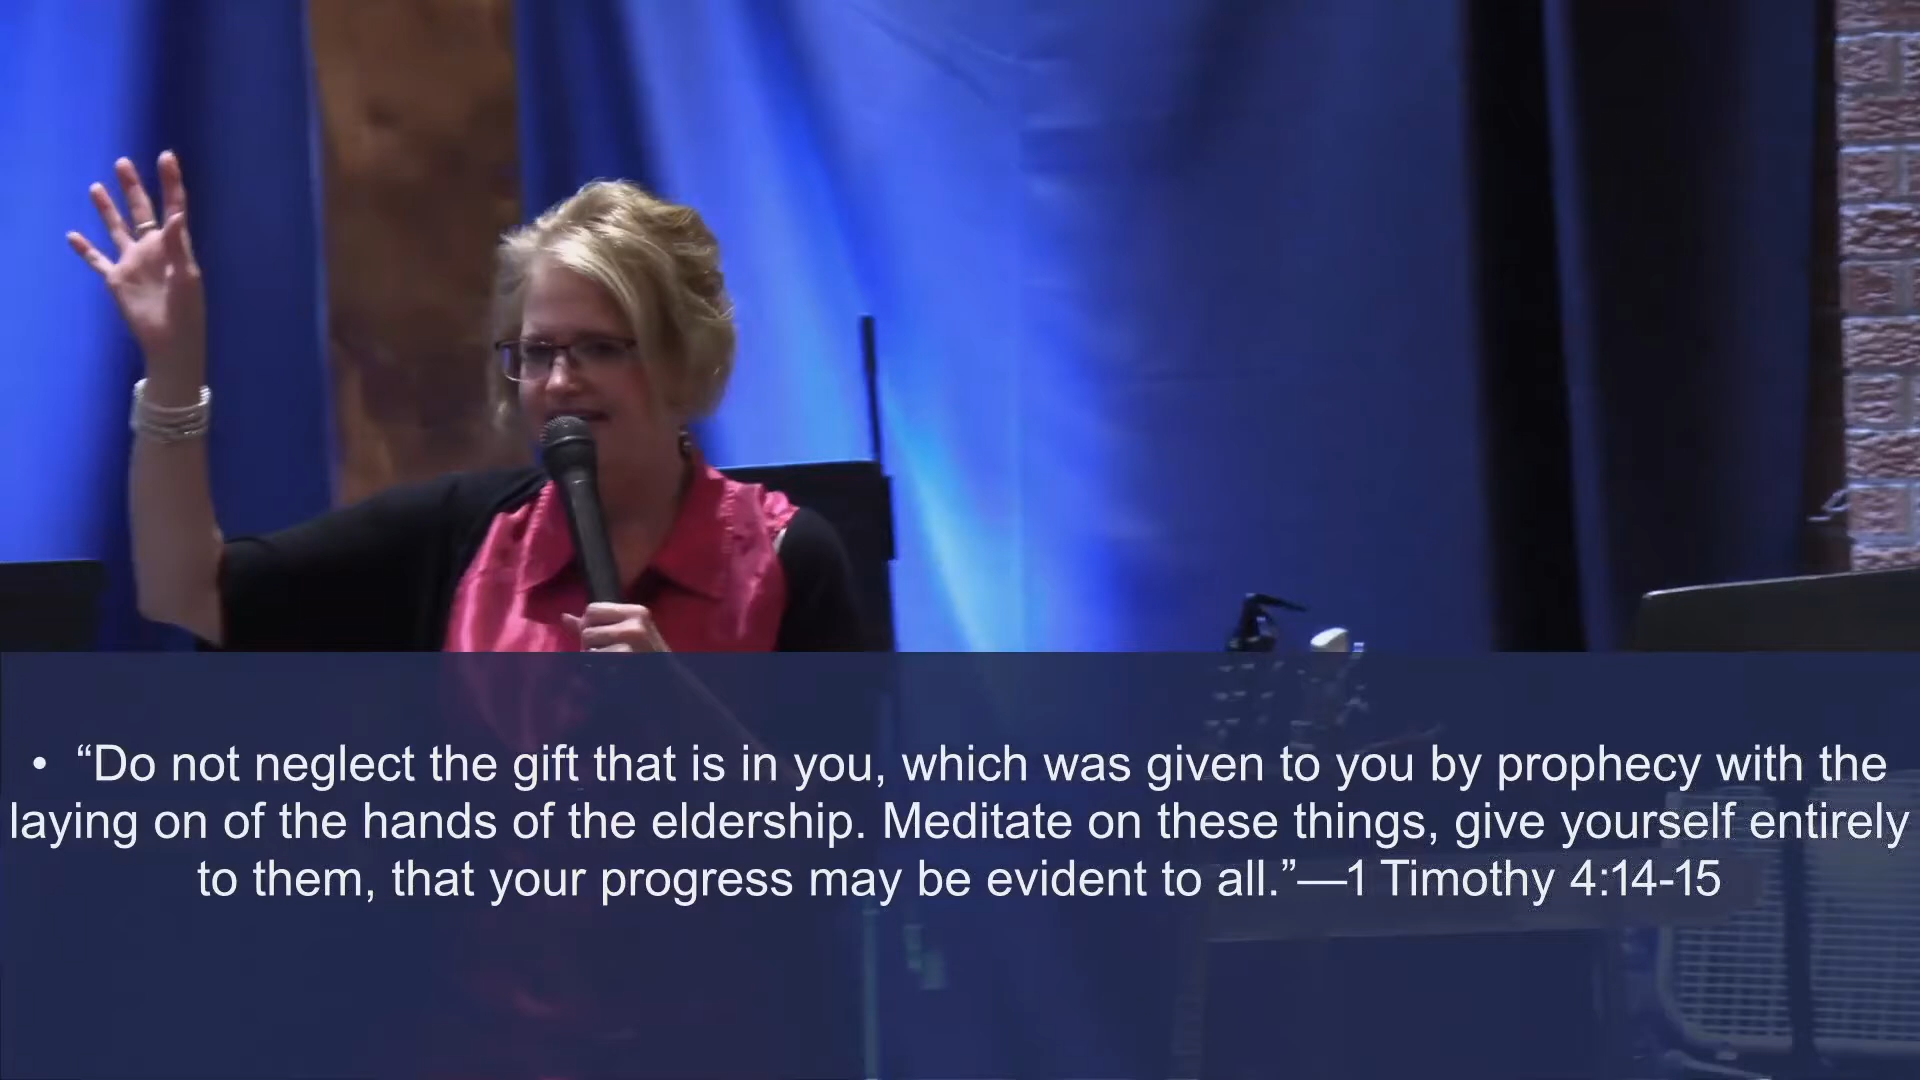 • “Do not neglect the gift that is in you, which was given to you by prophecy with the
laying on of the hands of the eldership. Meditate on these things, give yourself entirely
to them, that your progress may be evident to all.”—1 Timothy 4:14-15